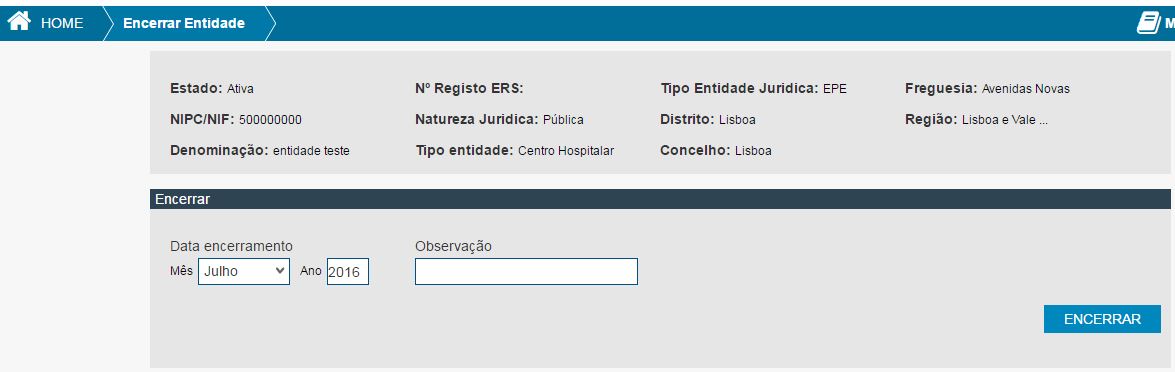 HOME Encerrar Entidade M
Estado: Ativa Nº Registo ERS: Tipo Entidade Juridica: EPE Freguesia: Avenidas Novas
NIPC/NIF: 500000000 Natureza Juridica: Pública Distrito: Lisboa Região: Lisboa e Vale ...
Denominação: entidade teste Tipo entidade: Centro Hospitalar Concelho: Lisboa
Encerrar
Data encerramento Observação
Mês Julho Ano 2016
ENCERRAR